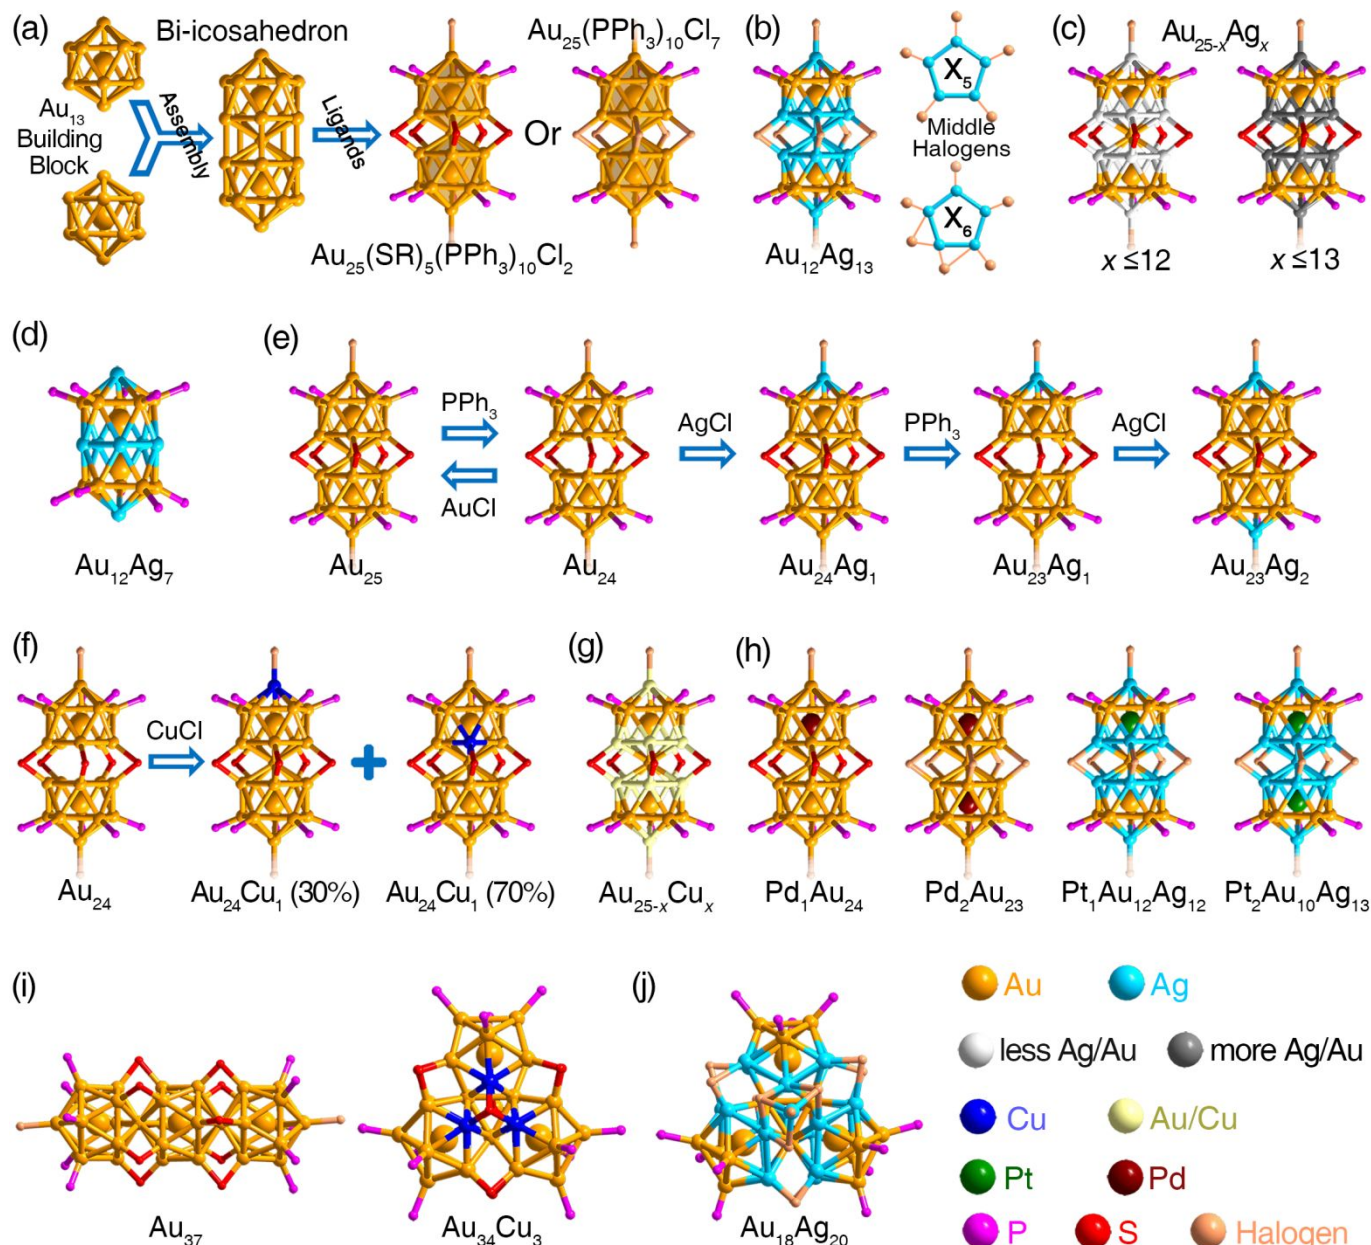 (a)
Bi-icosahedron
Au₁₃
Building
Block
Assembly
Ligands
Or
Au₂₅(PPh₃)₁₀Cl₇
Au₂₅(SR)₅(PPh₃)₁₀Cl₂
(b)
X₅
Middle
Halogens
X₆
Au₁₂Ag₁₃
(c)
Au₂₅₋ₓAgₓ
x ≤12
x ≤13
(d)
Au₁₂Ag₇
(e)
PPh₃
AuCl
AgCl
PPh₃
AgCl
Au₂₅
Au₂₄
Au₂₄Ag₁
Au₂₃Ag₁
Au₂₃Ag₂
(f)
CuCl
Au₂₄
Au₂₄Cu₁ (30%)
Au₂₄Cu₁ (70%)
(g)
Au₂₅₋ₓCuₓ
(h)
Pd₁Au₂₄
Pd₂Au₂₃
Pt₁Au₁₂Ag₁₂
Pt₂Au₁₀Ag₁₃
(i)
Au₃₇
Au₃₄Cu₃
(j)
Au₁₈Ag₂₀
Au
Ag
less Ag/Au
more Ag/Au
Cu
Au/Cu
Pt
Pd
P
S
Halogen